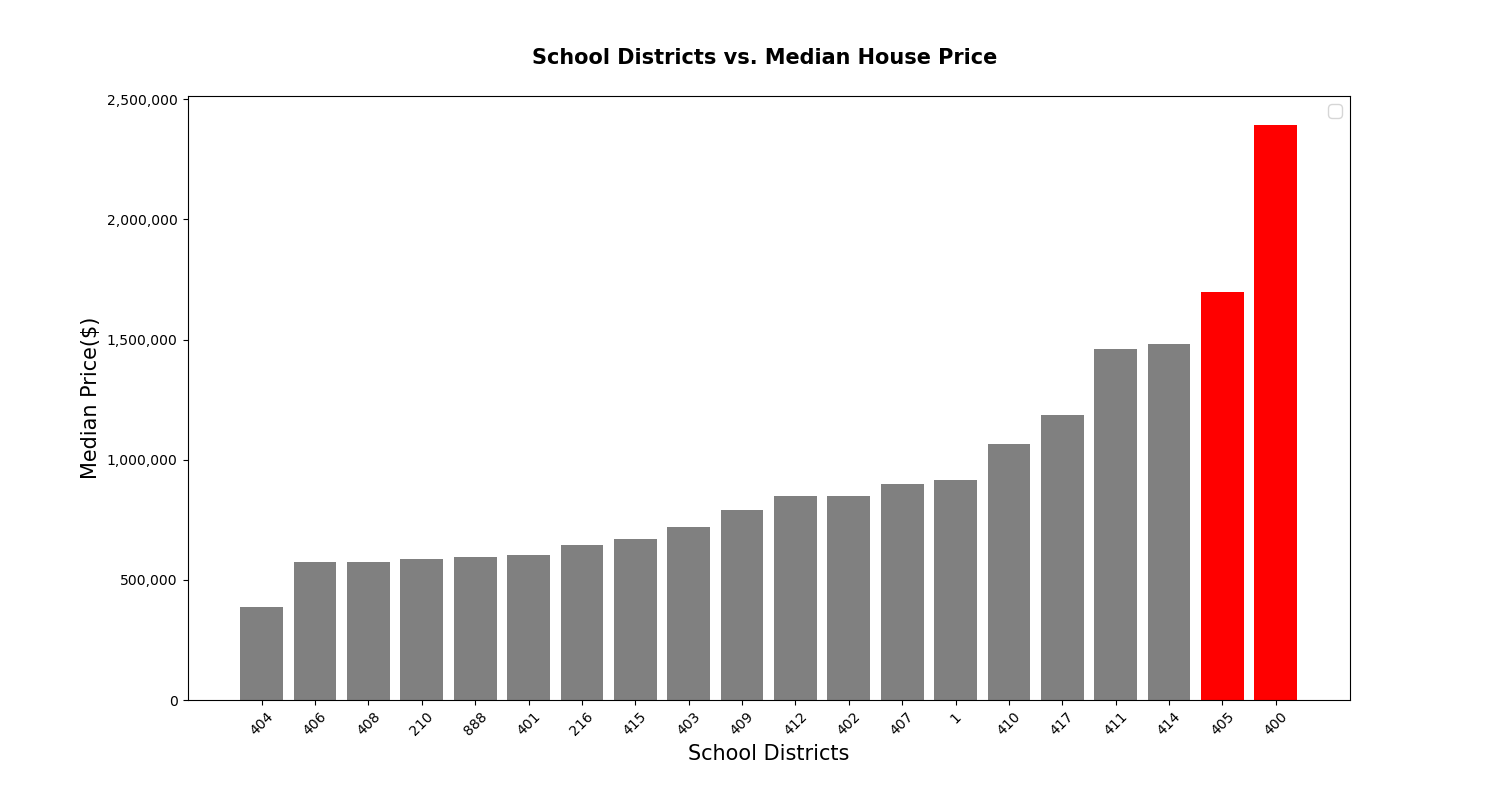 School Districts vs. Median House Price
Median Price($)
2,500,000
2,000,000
1,500,000
1,000,000
500,000
0
404 406 408 210 888 401 216 415 403 409 412 402 407 1 410 417 411 414 405 400
School Districts